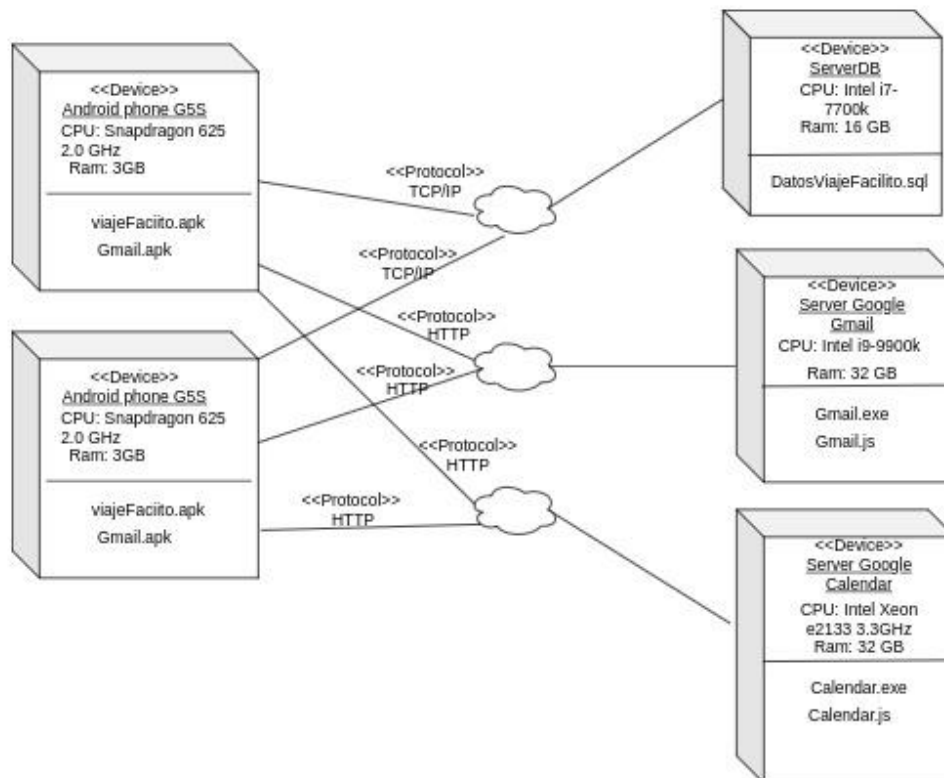 <<Device>>
Android phone G5S
CPU: Snapdragon 625
2.0 GHz
Ram: 3GB
viajeFaciito.apk
Gmail.apk
<<Device>>
Android phone G5S
CPU: Snapdragon 625
2.0 GHz
Ram: 3GB
viajeFaciito.apk
Gmail.apk
<<Protocol>>
TCP/IP
<<Protocol>>
TCP/IP
<<Protocol>>
HTTP
<<Protocol>>
HTTP
<<Protocol>>
HTTP
<<Protocol>>
HTTP
<<Device>>
ServerDB
CPU: Intel i7-
7700k
Ram: 16 GB
DatosViajeFacilito.sql
<<Device>>
Server Google
Gmail
CPU: Intel i9-9900k
Ram: 32 GB
Gmail.exe
Gmail.js
<<Device>>
Server Google
Calendar
CPU: Intel Xeon
e2133 3.3GHz
Ram: 32 GB
Calendar.exe
Calendar.js